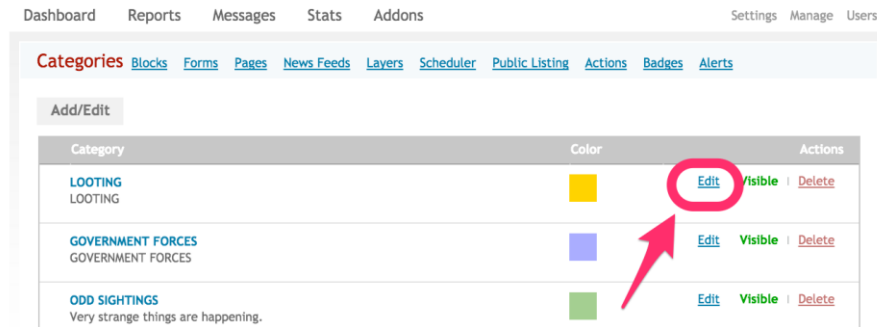 Dashboard Reports Messages Stats Addons Settings Manage Users
Categories Blocks Forms Pages News Feeds Layers Scheduler Public Listing Actions Badges Alerts
Add/Edit
Category Color Actions
LOOTING Edit Visible | Delete
LOOTING
GOVERNMENT FORCES Edit Visible | Delete
GOVERNMENT FORCES
ODD SIGHTINGS Edit Visible | Delete
Very strange things are happening.